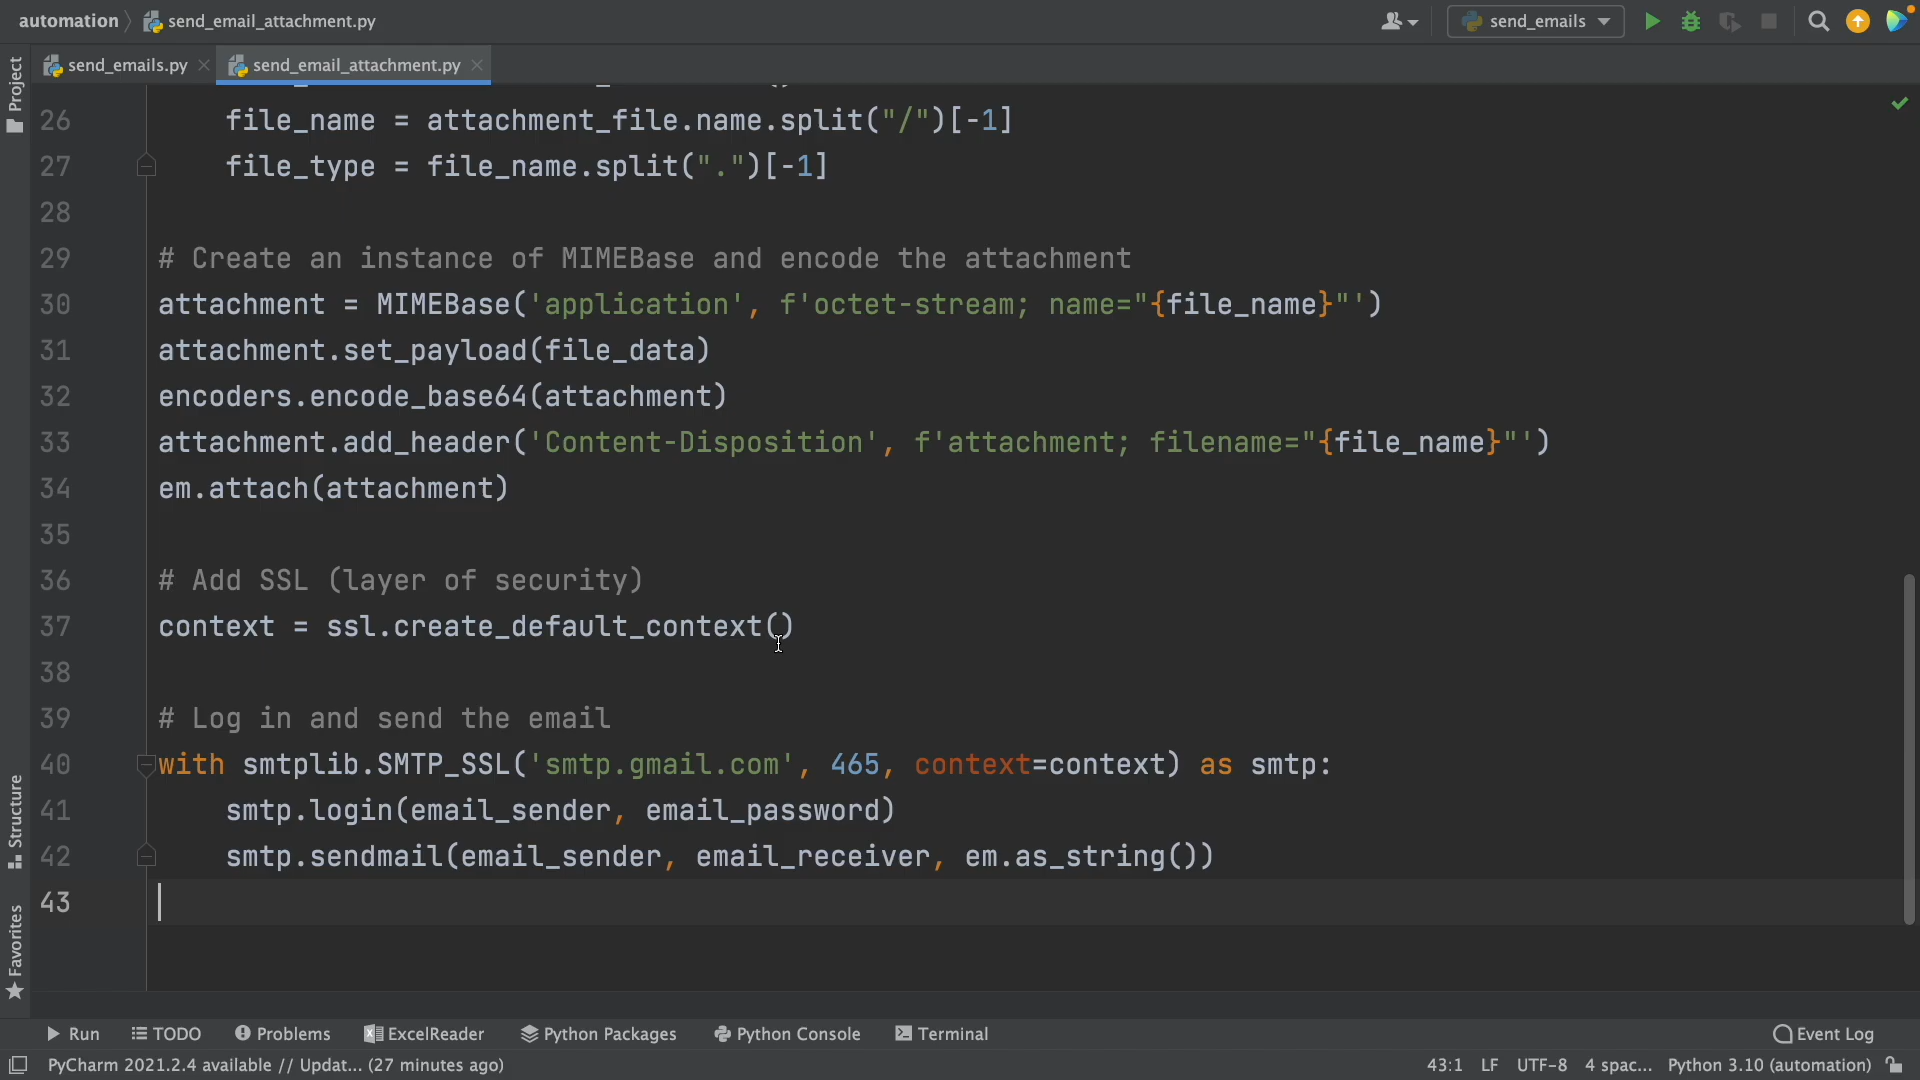 automation
send_email_attachment.py
send_emails
send_emails.py
send_email_attachment.py
Project
26 file_name = attachment_file.name.split("/")[-1]
27 file_type = file_name.split(".")[-1]
28
29 # Create an instance of MIMEBase and encode the attachment
30 attachment = MIMEBase('application', f'octet-stream; name="{file_name}"')
31 attachment.set_payload(file_data)
32 encoders.encode_base64(attachment)
33 attachment.add_header('Content-Disposition', f'attachment; filename="{file_name}"')
34 em.attach(attachment)
35
36 # Add SSL (layer of security)
37 context = ssl.create_default_context()
38
39 # Log in and send the email
40 with smtplib.SMTP_SSL('smtp.gmail.com', 465, context=context) as smtp:
41 smtp.login(email_sender, email_password)
42 smtp.sendmail(email_sender, email_receiver, em.as_string())
43
Structure
Favorites
Run TODO Problems ExcelReader Python Packages Python Console Terminal Event Log
PyCharm 2021.2.4 available // Updat... (27 minutes ago) 43:1 LF UTF-8 4 spac... Python 3.10 (automation)